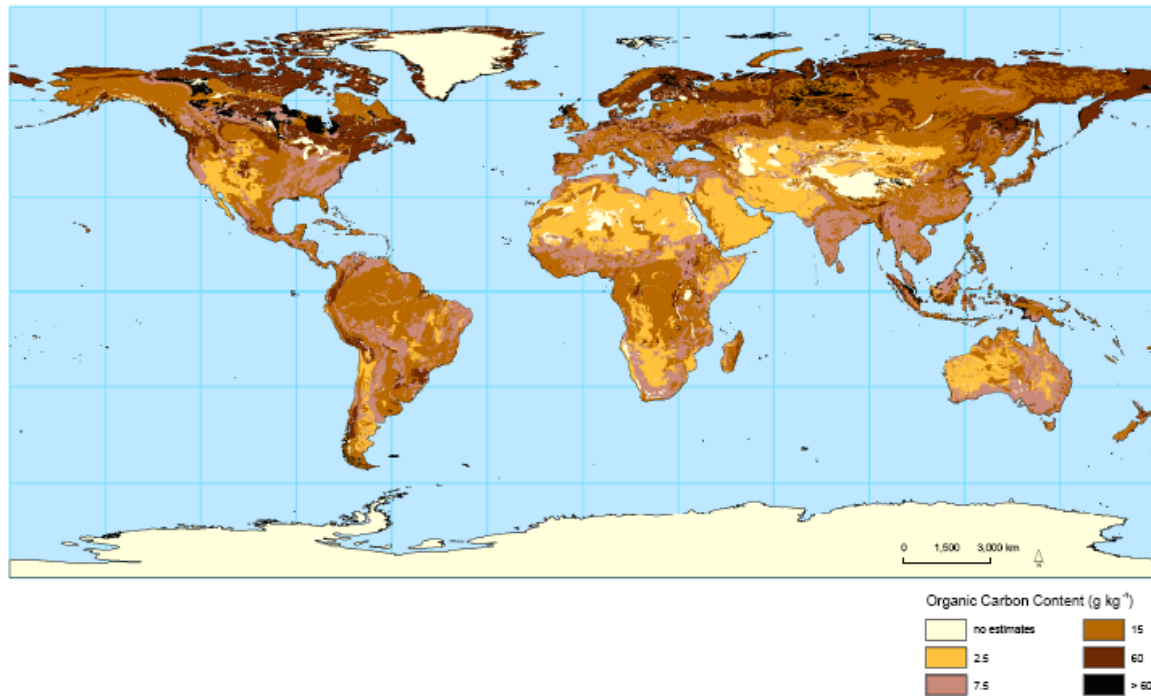 0 1,500 3,000 km
N
Organic Carbon Content (g kg⁻¹)
no estimates 15
2.5 60
7.5 > 60